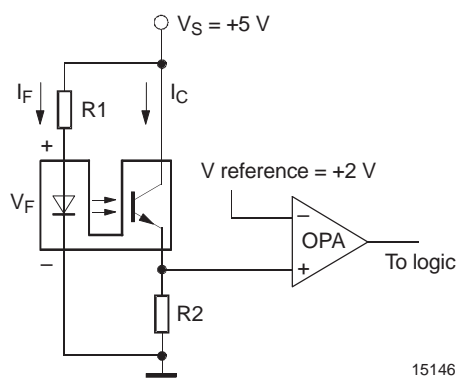 V_S = +5 V
I_F
I_C
R1
+
V reference = +2 V
V_F
−
OPA
+
To logic
−
R2
15146